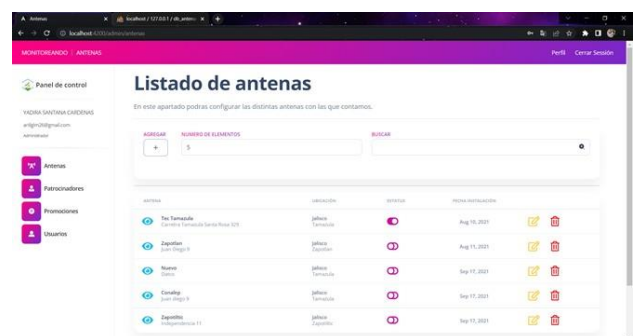 Antenas
localhost / 127.0.0.1 / db_antena
localhost:4200/admin/antenas
MONITOREANDO | ANTENAS
Perfil Cerrar Sesión
Panel de control
YADIRA SANTANA CARDENAS
Administrador
Antenas
Patrocinadores
Promociones
Usuarios
Listado de antenas
En este apartado podras configurar las distintas antenas con las que contamos.
AGREGAR NUMERO DE ELEMENTOS BUSCAR
+ 5
ANTENA UBICACIÓN ESTATUS FECHA INSTALACIÓN
Tec Tamazula Jalisco
Carretra Tamazula Santa Rosa 329 Tamazula Aug 10, 2021
Zapotlan Jalisco
Juan Diego 9 Zapotlan Aug 11, 2021
Nuevo Jalisco
Tamazula Sep 17, 2021
Conalep Jalisco
Juan diego 9 Tamazula Sep 17, 2021
Zapotiltic Jalisco
Independencia 11 Zapotiltic Sep 17, 2021